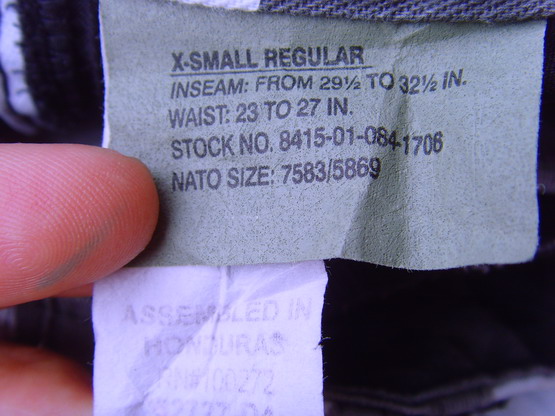 X-SMALL REGULAR
INSEAM: FROM 29½ TO 32½ IN.
WAIST: 23 TO 27 IN.
STOCK NO. 8415-01-084-1706
NATO SIZE: 7583/5869
ASSEMBLED IN
HONDURAS